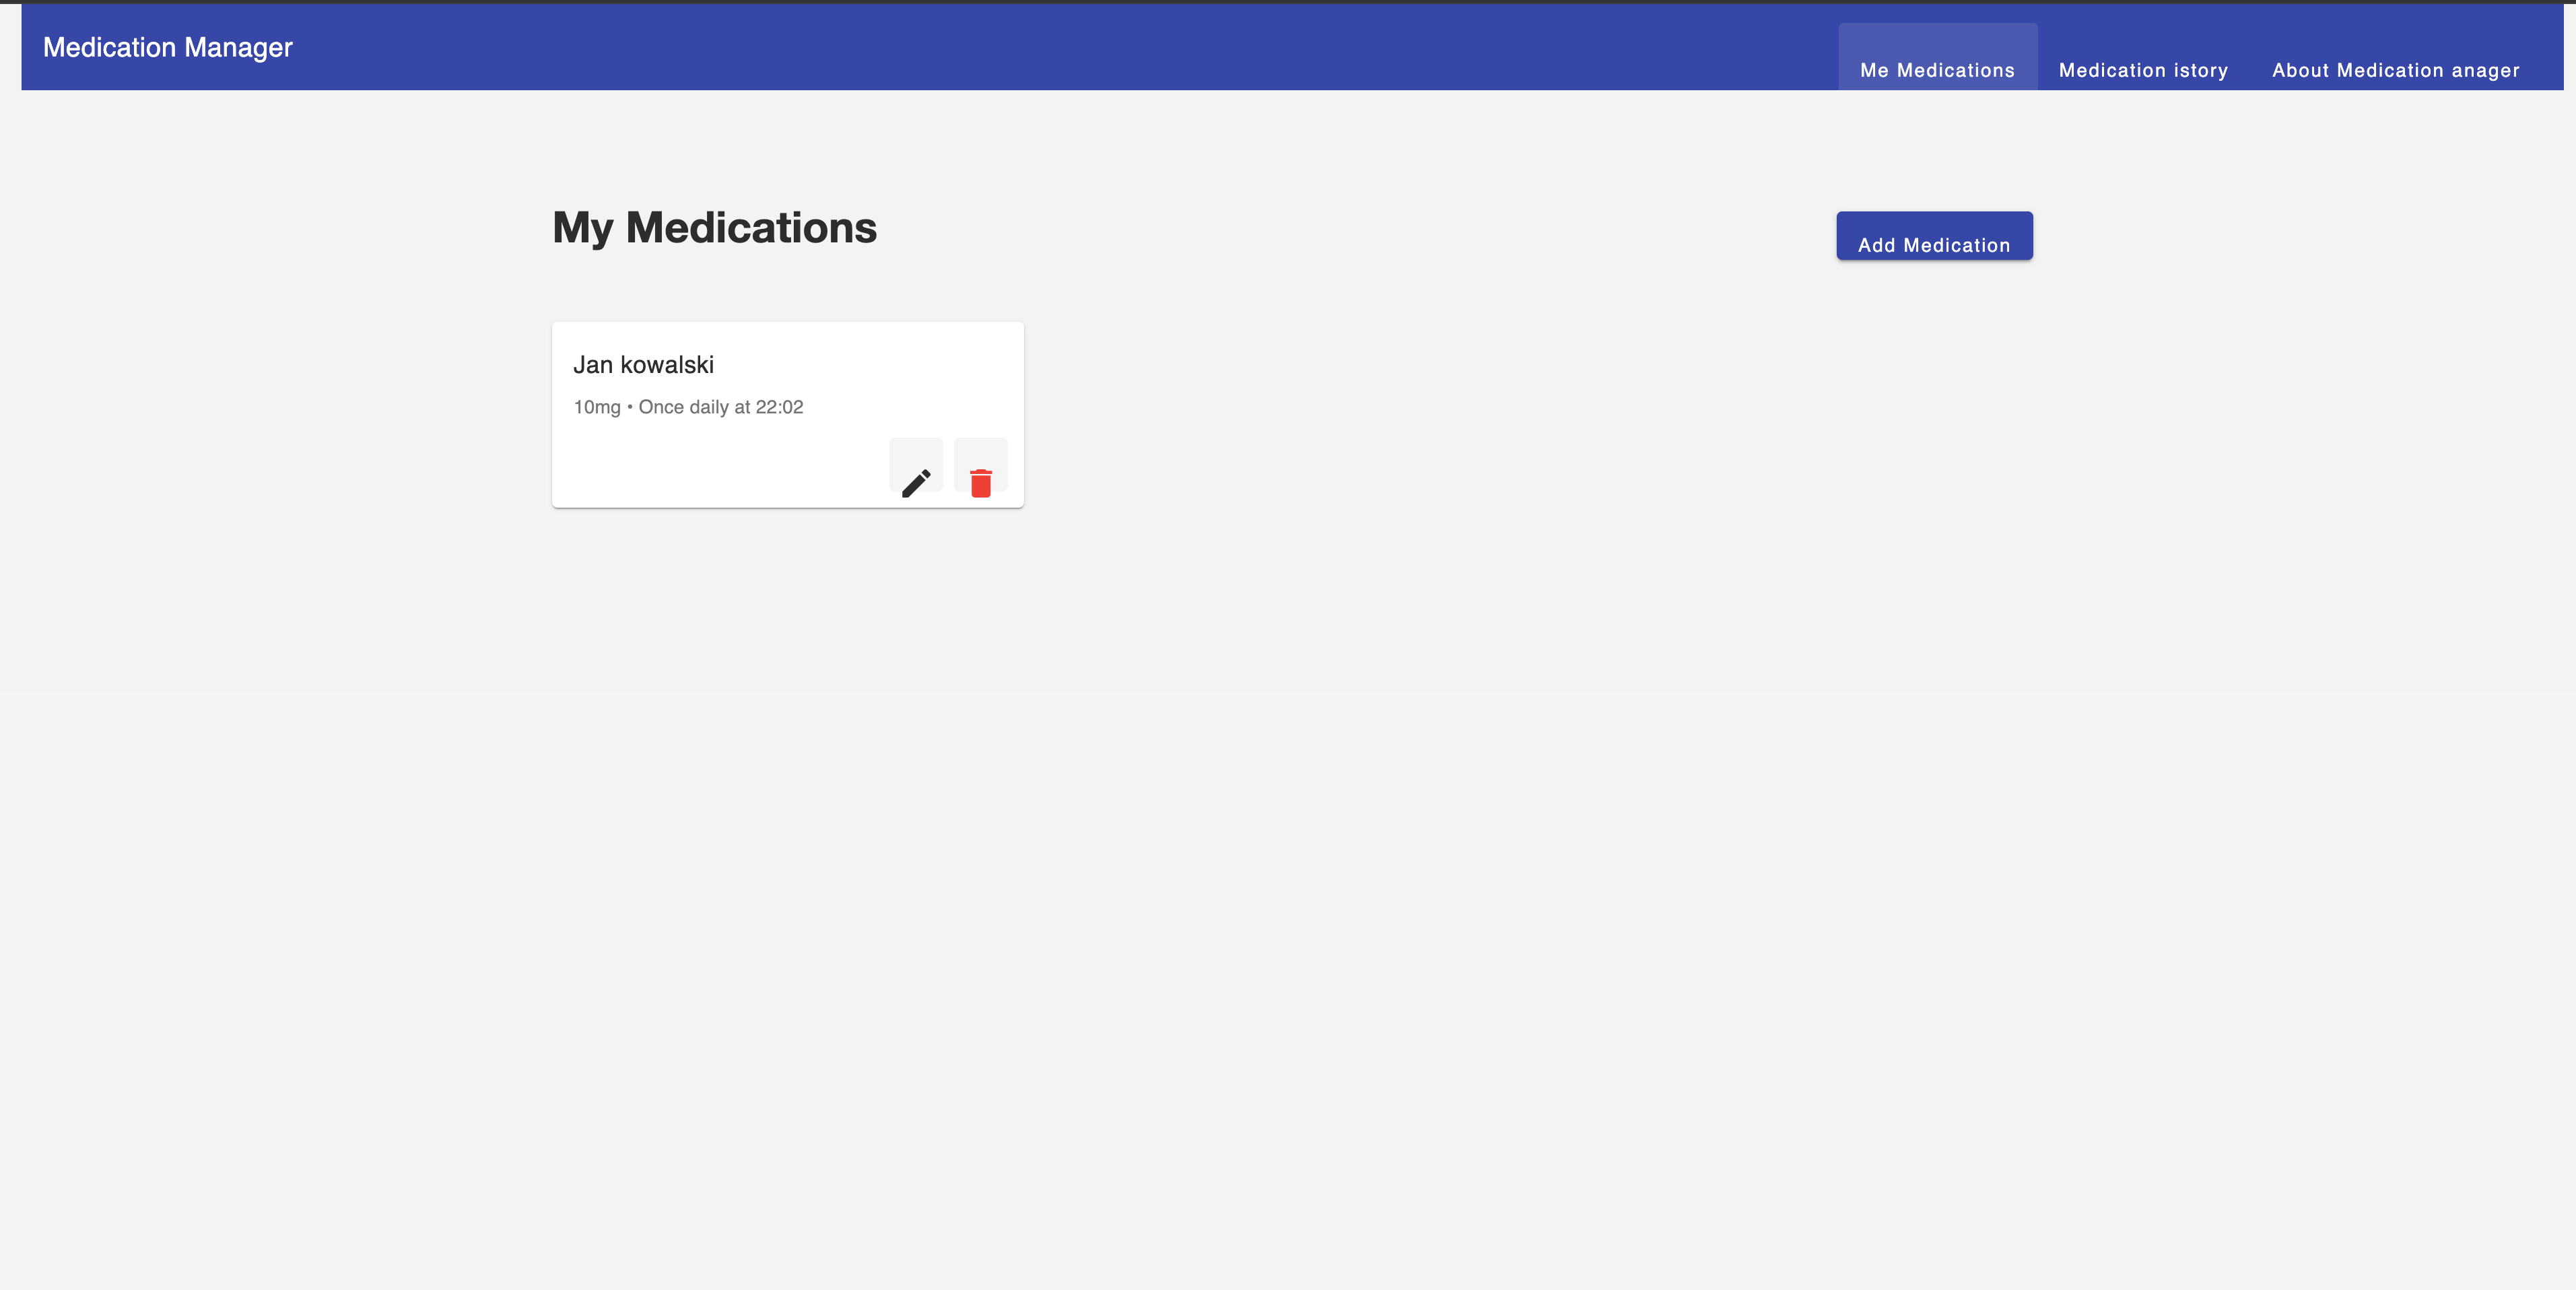 Medication Manager
Me Medications
Medication istory
About Medication anager
My Medications
Add Medication
Jan kowalski
10mg • Once daily at 22:02